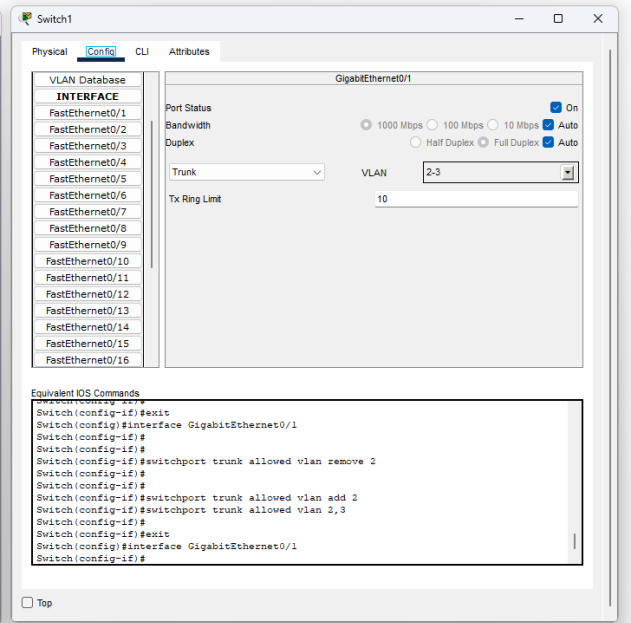 Switch1
Physical Config CLI Attributes
VLAN Database
INTERFACE
FastEthernet0/1
FastEthernet0/2
FastEthernet0/3
FastEthernet0/4
FastEthernet0/5
FastEthernet0/6
FastEthernet0/7
FastEthernet0/8
FastEthernet0/9
FastEthernet0/10
FastEthernet0/11
FastEthernet0/12
FastEthernet0/13
FastEthernet0/14
FastEthernet0/15
FastEthernet0/16
GigabitEthernet0/1
Port Status On
Bandwidth 1000 Mbps 100 Mbps 10 Mbps Auto
Duplex Half Duplex Full Duplex Auto
Trunk VLAN 2-3
Tx Ring Limit 10
Equivalent IOS Commands
Switch(config-if)#
Switch(config-if)#exit
Switch(config)#interface GigabitEthernet0/1
Switch(config-if)#
Switch(config-if)#
Switch(config-if)#switchport trunk allowed vlan remove 2
Switch(config-if)#
Switch(config-if)#
Switch(config-if)#switchport trunk allowed vlan add 2
Switch(config-if)#switchport trunk allowed vlan 2,3
Switch(config-if)#
Switch(config-if)#exit
Switch(config)#interface GigabitEthernet0/1
Switch(config-if)#
Top